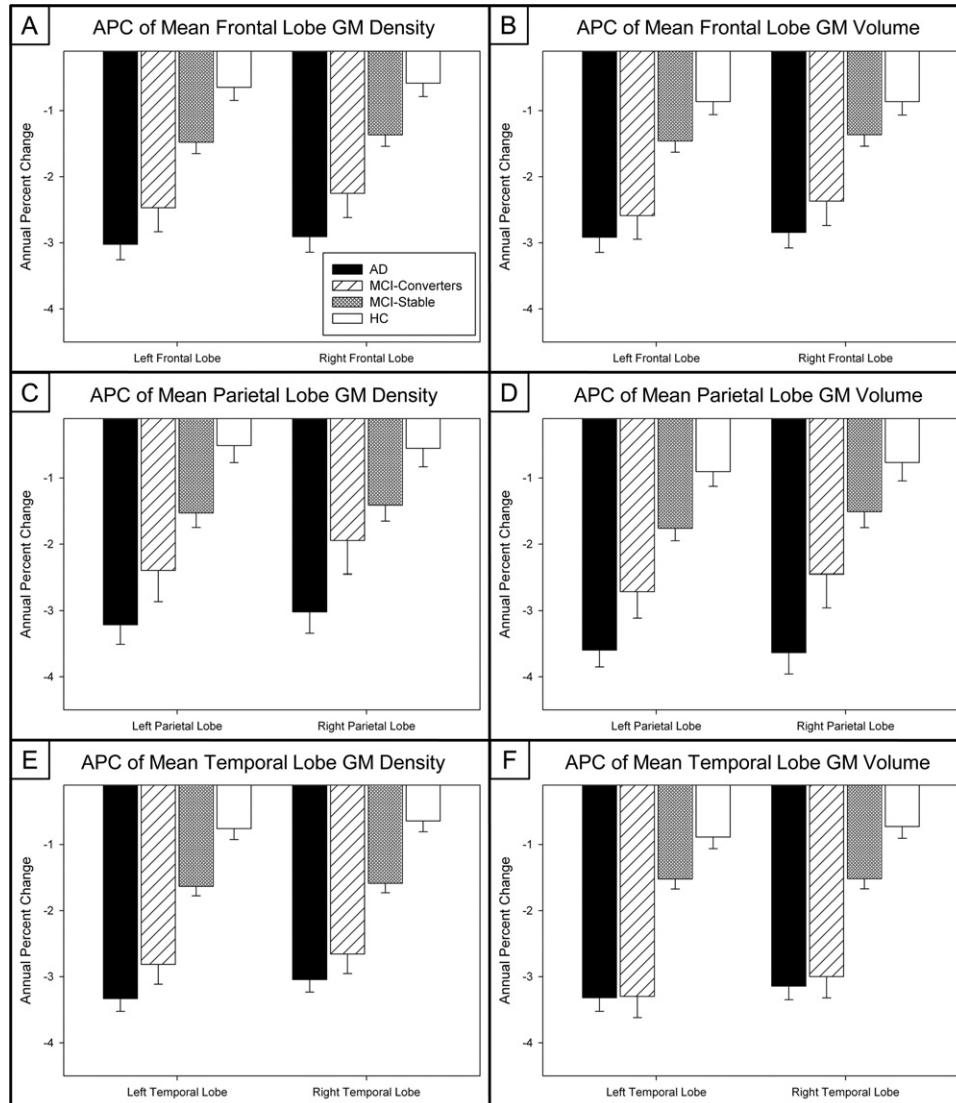 A
APC of Mean Frontal Lobe GM Density
Annual Percent Change
-1
-2
-3
-4
AD
MCI-Converters
MCI-Stable
HC
Left Frontal Lobe
Right Frontal Lobe
B
APC of Mean Frontal Lobe GM Volume
Annual Percent Change
-1
-2
-3
-4
Left Frontal Lobe
Right Frontal Lobe
C
APC of Mean Parietal Lobe GM Density
Annual Percent Change
-1
-2
-3
-4
Left Parietal Lobe
Right Parietal Lobe
D
APC of Mean Parietal Lobe GM Volume
Annual Percent Change
-1
-2
-3
-4
Left Parietal Lobe
Right Parietal Lobe
E
APC of Mean Temporal Lobe GM Density
Annual Percent Change
-1
-2
-3
-4
Left Temporal Lobe
Right Temporal Lobe
F
APC of Mean Temporal Lobe GM Volume
Annual Percent Change
-1
-2
-3
-4
Left Temporal Lobe
Right Temporal Lobe